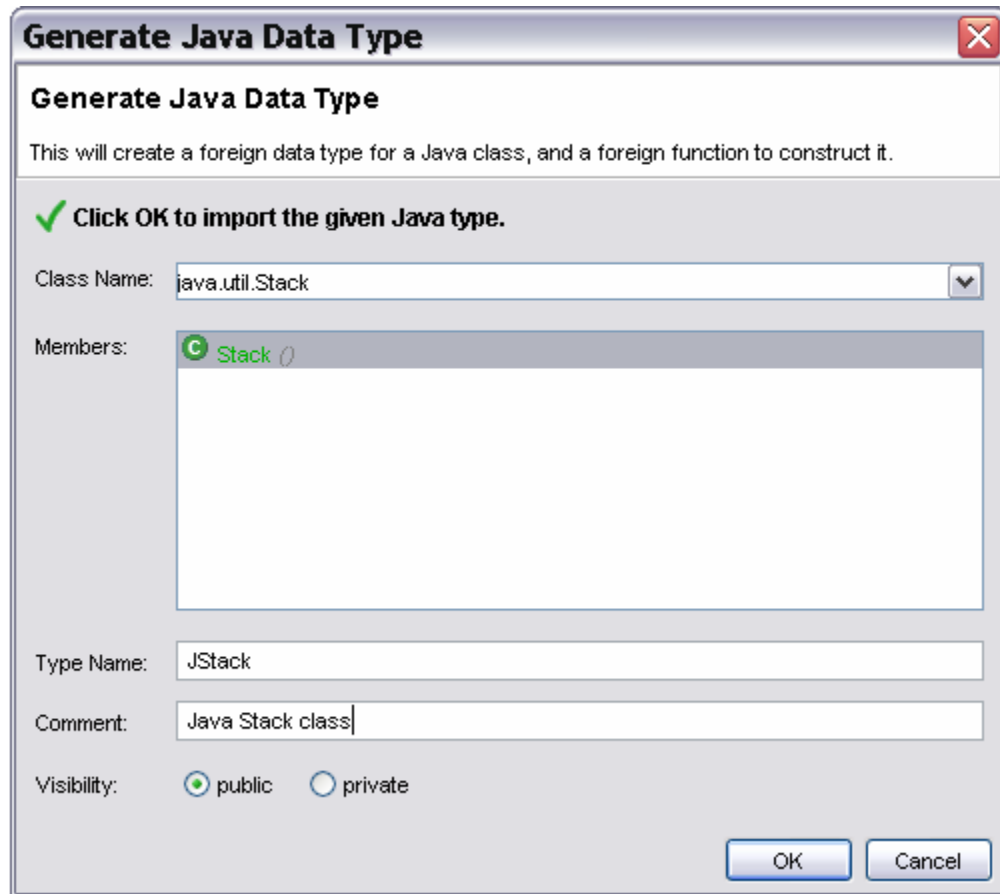 Generate Java Data Type
Generate Java Data Type
This will create a foreign data type for a Java class, and a foreign function to construct it.
Click OK to import the given Java type.
Class Name: java.util.Stack
Members: C Stack ()
Type Name: JStack
Comment: Java Stack class
Visibility: public private
OK Cancel